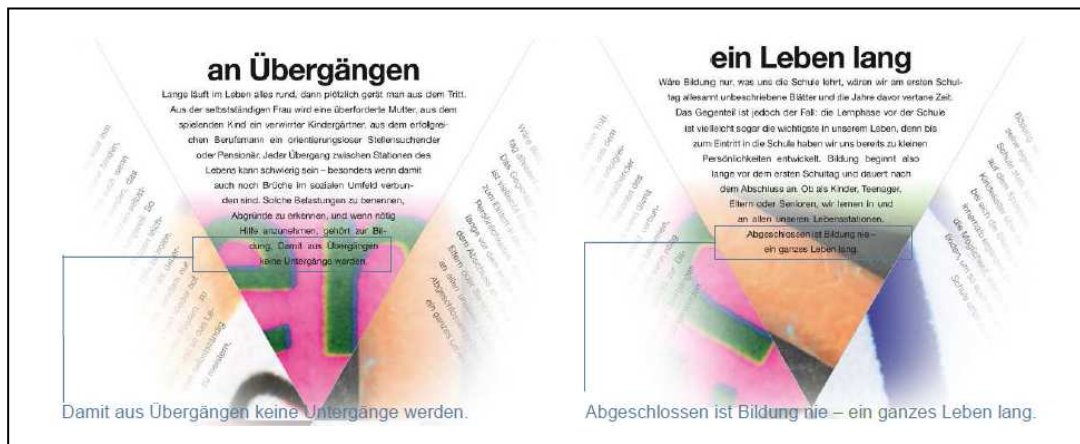 an Übergängen
Lange läuft im Leben alles rund, dann plötzlich gerät man aus dem Tritt.
Aus der selbstständigen Frau wird eine überforderte Mutter, aus dem
spielenden Kind ein verwirrter Kindergärtner, aus dem erfolgrei-
chen Berufsmann ein orientierungsloser Stellensuchender
oder Pensionär. Jeder Übergang zwischen Stationen des
Lebens kann schwierig sein – besonders wenn damit
auch noch Brüche im sozialen Umfeld verbun-
den sind. Solche Belastungen zu benennen,
Abgründe zu erkennen, und wenn nötig
Hilfe anzunehmen, gehört zur Bil-
dung. Damit aus Übergängen
keine Untergänge werden.
Damit aus Übergängen keine Untergänge werden.
ein Leben lang
Wäre Bildung nur, was uns die Schule lehrt, wären wir am ersten Schul-
tag allesamt unbeschriebene Blätter und die Jahre davor vertane Zeit.
Das Gegenteil ist jedoch der Fall: die Lernphase vor der Schule
ist vielleicht sogar die wichtigste in unserem Leben, denn bis
zum Eintritt in die Schule haben wir uns bereits zu kleinen
Persönlichkeiten entwickelt. Bildung beginnt also
lange vor dem ersten Schultag und dauert nach
dem Abschluss an. Ob als Kinder, Teenager,
Eltern oder Senioren, wir lernen in und
an allen unseren Lebensstationen.
Abgeschlossen ist Bildung nie –
ein ganzes Leben lang.
Abgeschlossen ist Bildung nie – ein ganzes Leben lang.